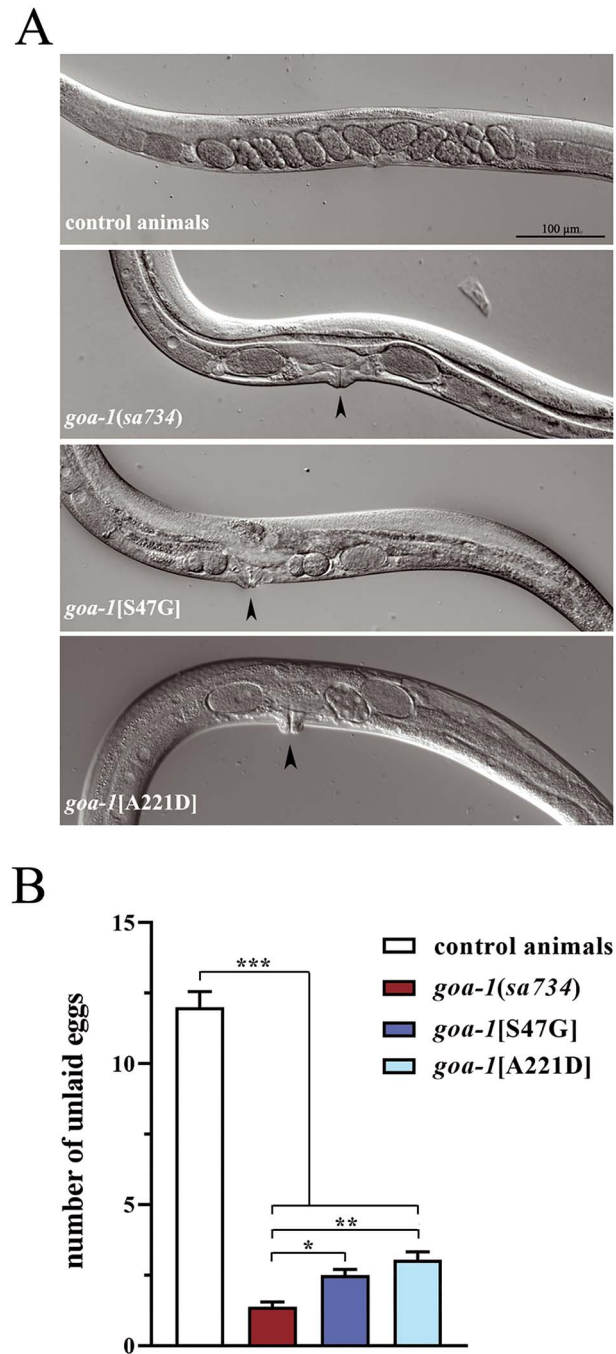 A
control animals
100 µm
goa-1(sa734)
goa-1[S47G]
goa-1[A221D]
B
number of unlaid eggs
15
10
5
0
***
**
*
control animals
goa-1(sa734)
goa-1[S47G]
goa-1[A221D]